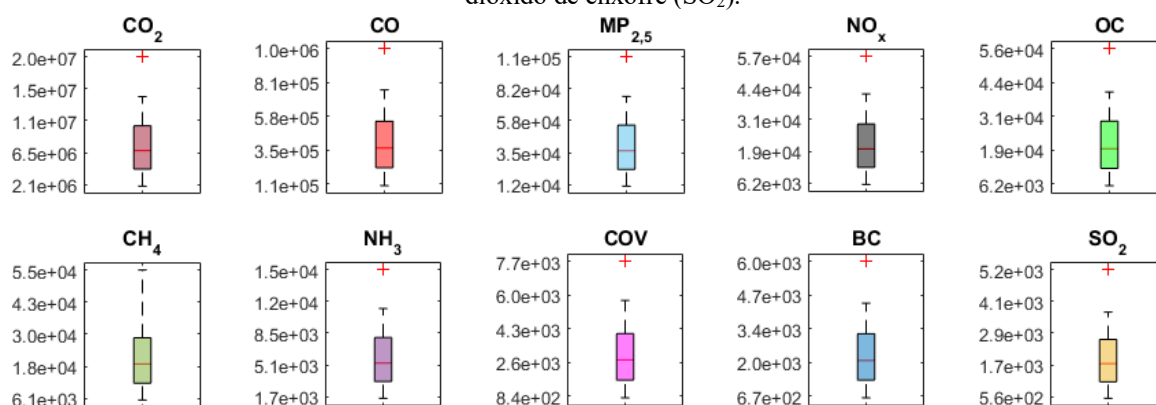 dióxido de enxofre (SO₂).
CO₂ CO MP₂,₅ NOₓ OC
2.0e+07 1.0e+06 1.1e+05 5.7e+04 5.6e+04
1.5e+07 8.1e+05 8.2e+04 4.4e+04 4.4e+04
1.1e+07 5.8e+05 5.8e+04 3.1e+04 3.1e+04
6.5e+06 3.5e+05 3.5e+04 1.9e+04 1.9e+04
2.1e+06 1.1e+05 1.2e+04 6.2e+03 6.2e+03
CH₄ NH₃ COV BC SO₂
5.5e+04 1.5e+04 7.7e+03 6.0e+03 5.2e+03
4.3e+04 1.2e+04 6.0e+03 4.7e+03 4.1e+03
3.0e+04 8.5e+03 4.3e+03 3.4e+03 2.9e+03
1.8e+04 5.1e+03 2.6e+03 2.0e+03 1.7e+03
6.1e+03 1.7e+03 8.4e+02 6.7e+02 5.6e+02